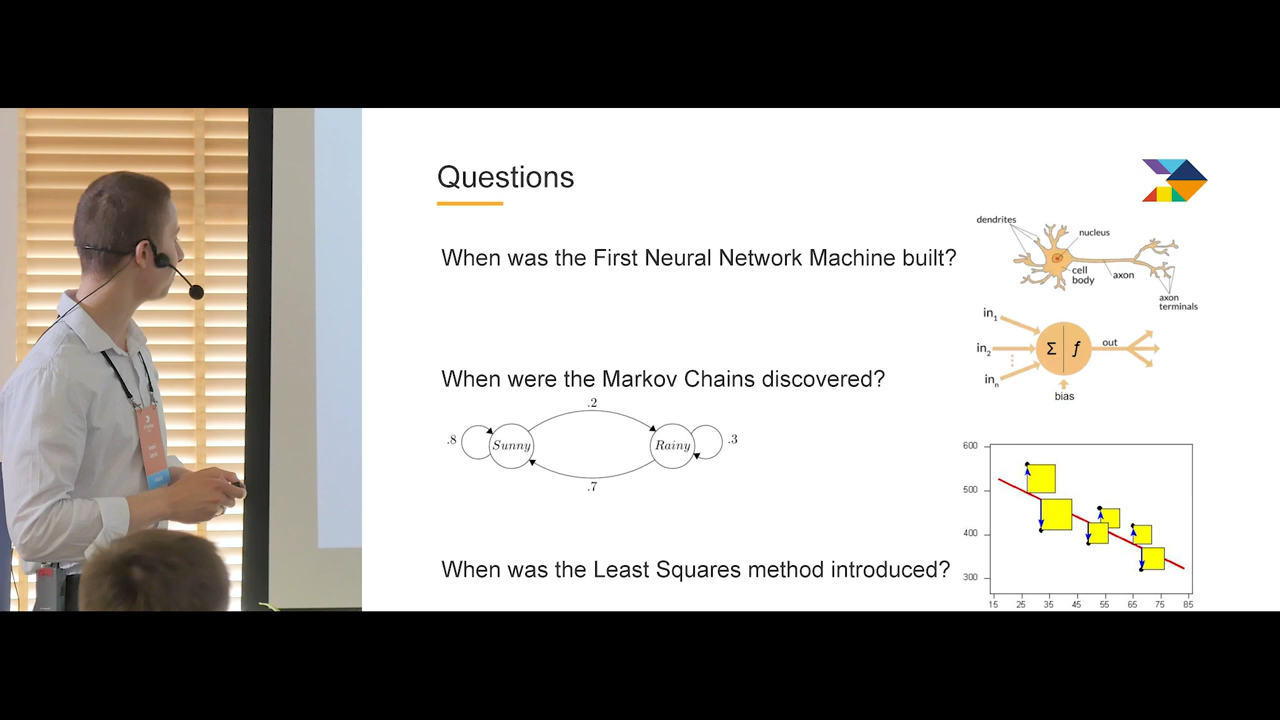 Questions
When was the First Neural Network Machine built?
dendrites
nucleus
cell
body
axon
axon
terminals
in1
in2
inn
Σ
f
out
bias
When were the Markov Chains discovered?
.2
.8
Sunny
Rainy
.3
.7
When was the Least Squares method introduced?
600
500
400
300
15 25 35 45 55 65 75 85